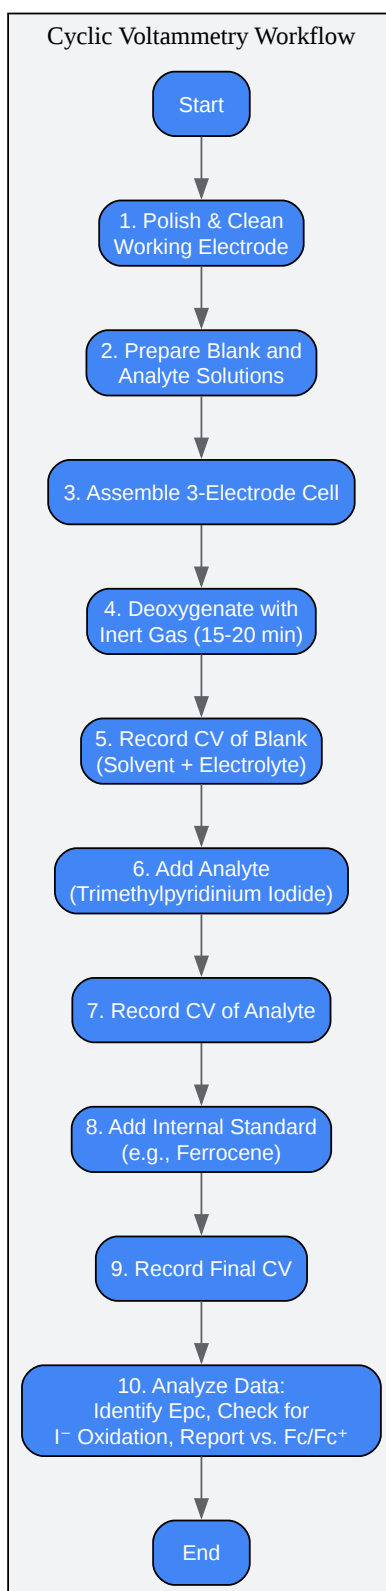 Cyclic Voltammetry Workflow
Start
1. Polish & Clean
Working Electrode
2. Prepare Blank and
Analyte Solutions
3. Assemble 3-Electrode Cell
4. Deoxygenate with
Inert Gas (15-20 min)
5. Record CV of Blank
(Solvent + Electrolyte)
6. Add Analyte
(Trimethylpyridinium Iodide)
7. Record CV of Analyte
8. Add Internal Standard
(e.g., Ferrocene)
9. Record Final CV
10. Analyze Data:
Identify Epc, Check for
I⁻ Oxidation, Report vs. Fc/Fc⁺
End